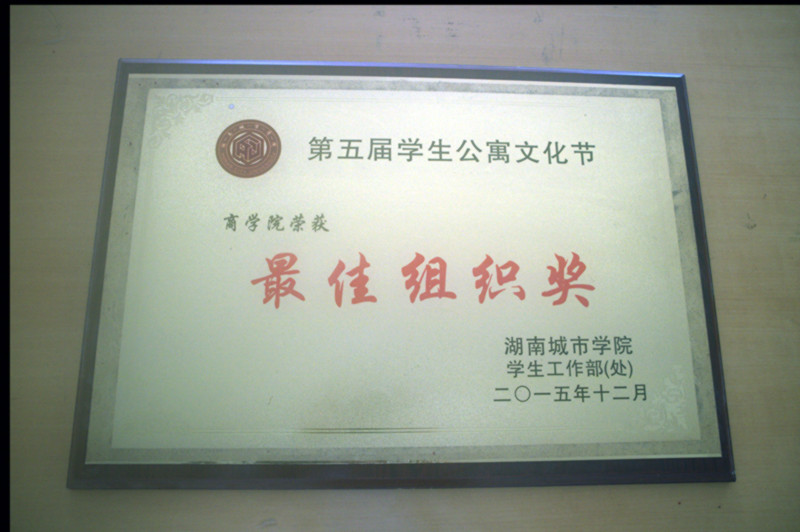 第五届学生公寓文化节
商学院荣获
最佳组织奖
湖南城市学院
学生工作部(处)
二〇一五年十二月